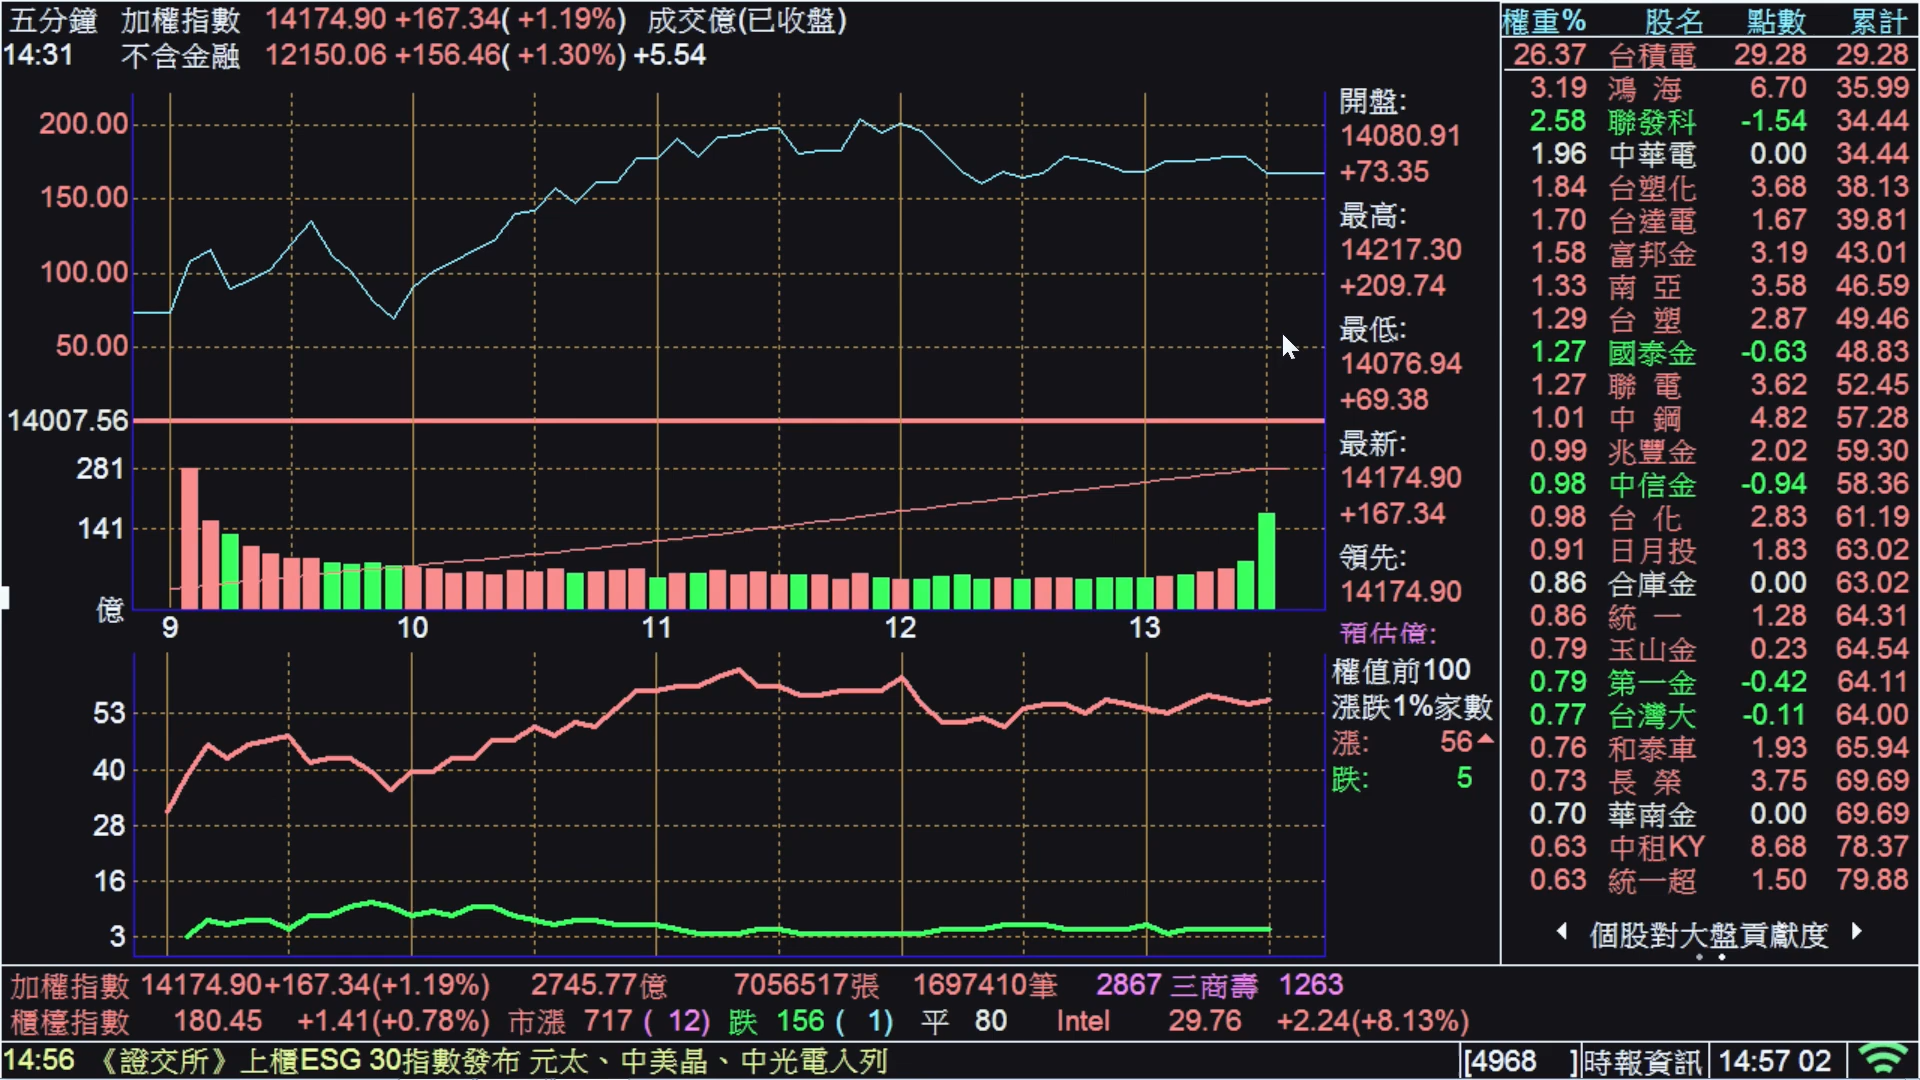 五分鐘 加權指數 14174.90 +167.34( +1.19%) 成交億(已收盤)
14:31 不含金融 12150.06 +156.46( +1.30%) +5.54
200.00
150.00
100.00
50.00
14007.56
281
141
億
9 10 11 12 13
開盤:
14080.91
+73.35
最高:
14217.30
+209.74
最低:
14076.94
+69.38
最新:
14174.90
+167.34
領先:
14174.90
預估億:
53
40
28
16
3
權值前100
漲跌1%家數
漲: 56
跌: 5
權重% 股名 點數 累計
26.37 台積電 29.28 29.28
3.19 鴻 海 6.70 35.99
2.58 聯發科 -1.54 34.44
1.96 中華電 0.00 34.44
1.84 台塑化 3.68 38.13
1.70 台達電 1.67 39.81
1.58 富邦金 3.19 43.01
1.33 南 亞 3.58 46.59
1.29 台 塑 2.87 49.46
1.27 國泰金 -0.63 48.83
1.27 聯 電 3.62 52.45
1.01 中 鋼 4.82 57.28
0.99 兆豐金 2.02 59.30
0.98 中信金 -0.94 58.36
0.98 台 化 2.83 61.19
0.91 日月投 1.83 63.02
0.86 合庫金 0.00 63.02
0.86 統 一 1.28 64.31
0.79 玉山金 0.23 64.54
0.79 第一金 -0.42 64.11
0.77 台灣大 -0.11 64.00
0.76 和泰車 1.93 65.94
0.73 長 榮 3.75 69.69
0.70 華南金 0.00 69.69
0.63 中租KY 8.68 78.37
0.63 統一超 1.50 79.88
個股對大盤貢獻度
加權指數 14174.90+167.34(+1.19%) 2745.77億 7056517張 1697410筆 2867 三商壽 1263
櫃檯指數 180.45 +1.41(+0.78%) 市漲 717 ( 12) 跌 156 ( 1) 平 80 Intel 29.76 +2.24(+8.13%)
14:56 《證交所》上櫃ESG 30指數發布 元太、中美晶、中光電入列
[4968 ]時報資訊 14:57 02